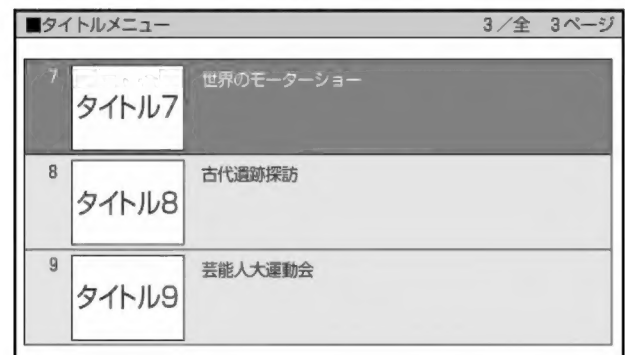 ■タイトルメニュー 3／全 3ページ
7 タイトル7 世界のモーターショー
8 タイトル8 古代遺跡探訪
9 タイトル9 芸能人大運動会